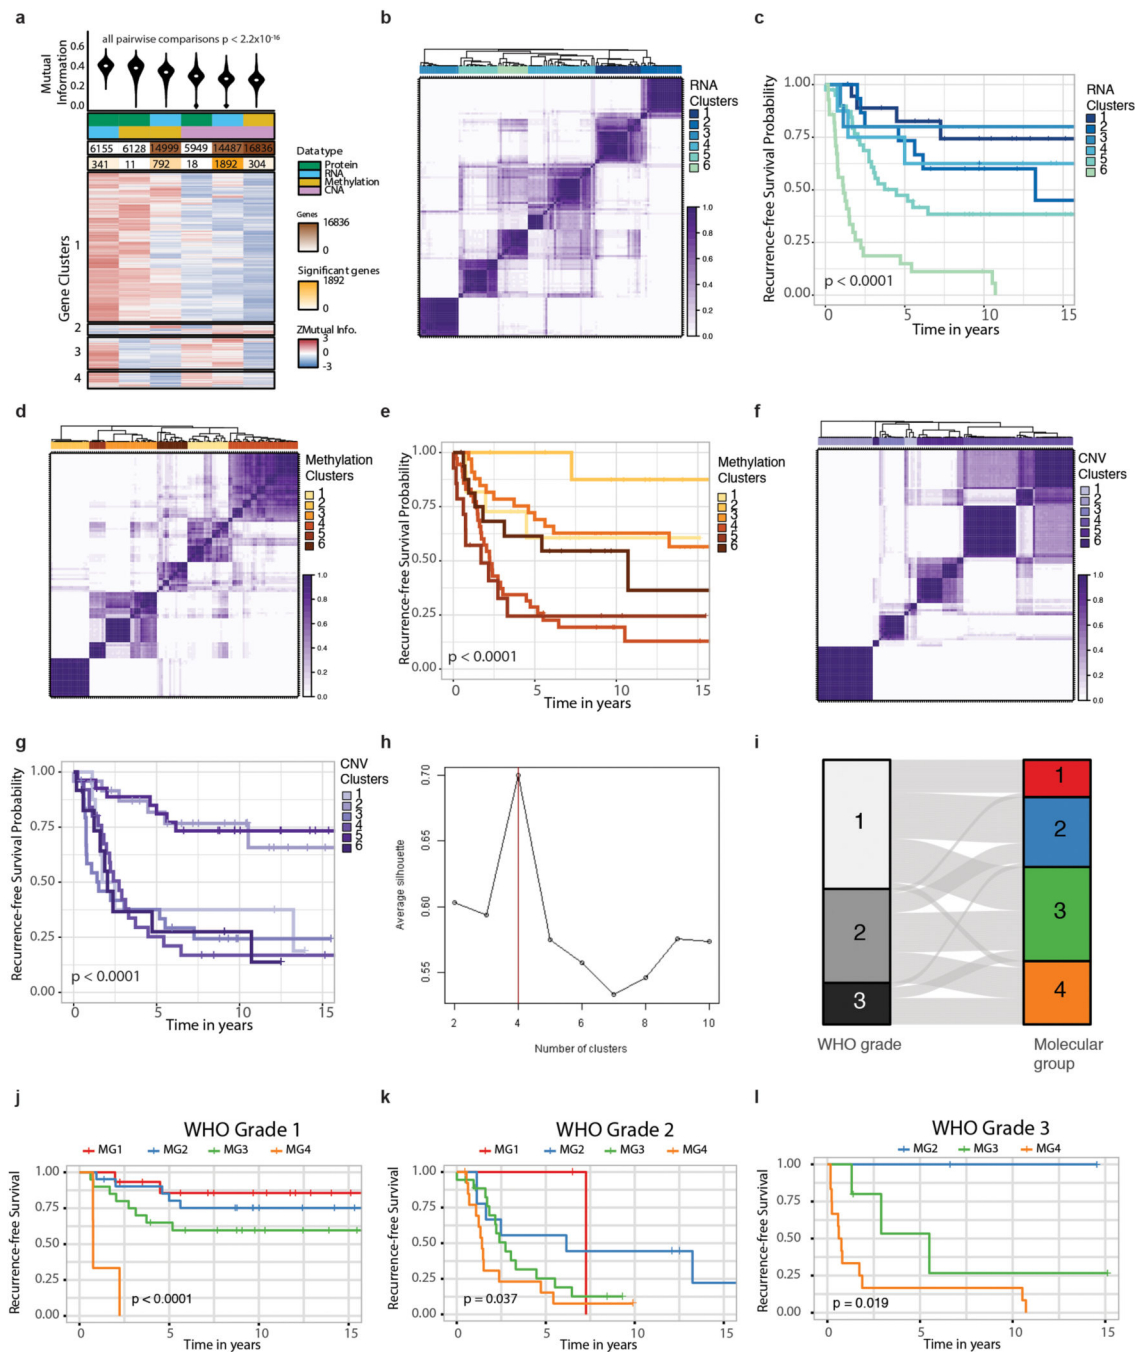 a
all pairwise comparisons p < 2.2x10-16
Mutual
Information
0.6
0.4
0.2
0.0
6155 6128 14999 5949 14487 16836
341 11 792 18 1892 304
Gene Clusters
1
2
3
4
Data type
Protein
RNA
Methylation
CNA
Genes
16836
0
Significant genes
1892
0
ZMutual Info.
3
0
-3
b
RNA
Clusters
1
2
3
4
5
6
1.0
0.8
0.6
0.4
0.2
0.0
c
Recurrence-free Survival Probability
1.00
0.75
0.50
0.25
0.00
p < 0.0001
0 5 10 15
Time in years
RNA
Clusters
1
2
3
4
5
6
d
Methylation
Clusters
1
2
3
4
5
6
1.0
0.8
0.6
0.4
0.2
0.0
e
Recurrence-free Survival Probability
1.00
0.75
0.50
0.25
0.00
p < 0.0001
0 5 10 15
Time in years
Methylation
Clusters
1
2
3
4
5
6
f
CNV
Clusters
1
2
3
4
5
6
1.0
0.8
0.6
0.4
0.2
0.0
g
Recurrence-free Survival Probability
1.00
0.75
0.50
0.25
0.00
p < 0.0001
0 5 10 15
Time in years
CNV
Clusters
1
2
3
4
5
6
h
Average silhouette
0.70
0.60
0.55
2 4 6 8 10
Number of clusters
i
1
2
3
WHO grade
1
2
3
4
Molecular
group
j
WHO Grade 1
MG1 MG2 MG3 MG4
Recurrence-free Survival
1.00
0.75
0.50
0.25
0.00
p < 0.0001
0 5 10 15
Time in years
k
WHO Grade 2
MG1 MG2 MG3 MG4
Recurrence-free Survival
1.00
0.75
0.50
0.25
0.00
p = 0.037
0 5 10 15
Time in years
l
WHO Grade 3
MG2 MG3 MG4
Recurrence-free Survival
1.00
0.75
0.50
0.25
0.00
p = 0.019
0 5 10 15
Time in years